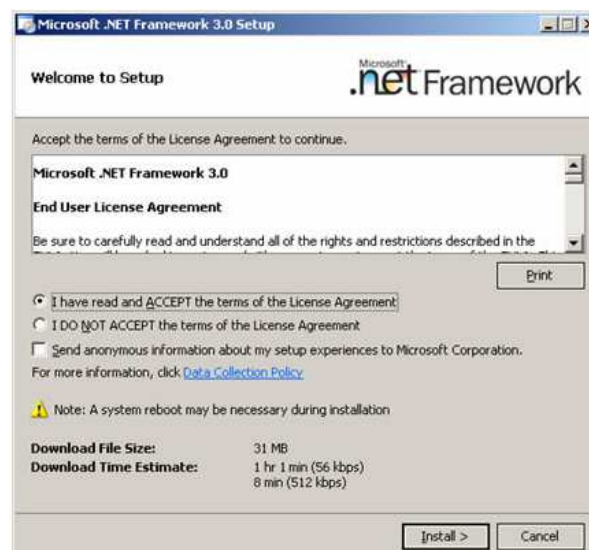 Microsoft .NET Framework 3.0 Setup
Welcome to Setup
Microsoft
.net Framework
Accept the terms of the License Agreement to continue.
Microsoft .NET Framework 3.0
End User License Agreement
Be sure to carefully read and understand all of the rights and restrictions described in the
Print
I have read and ACCEPT the terms of the License Agreement
I DO NOT ACCEPT the terms of the License Agreement
Send anonymous information about my setup experiences to Microsoft Corporation.
For more information, click Data Collection Policy
Note: A system reboot may be necessary during installation
Download File Size: 31 MB
Download Time Estimate: 1 hr 1 min (56 kbps)
8 min (512 kbps)
Install >
Cancel